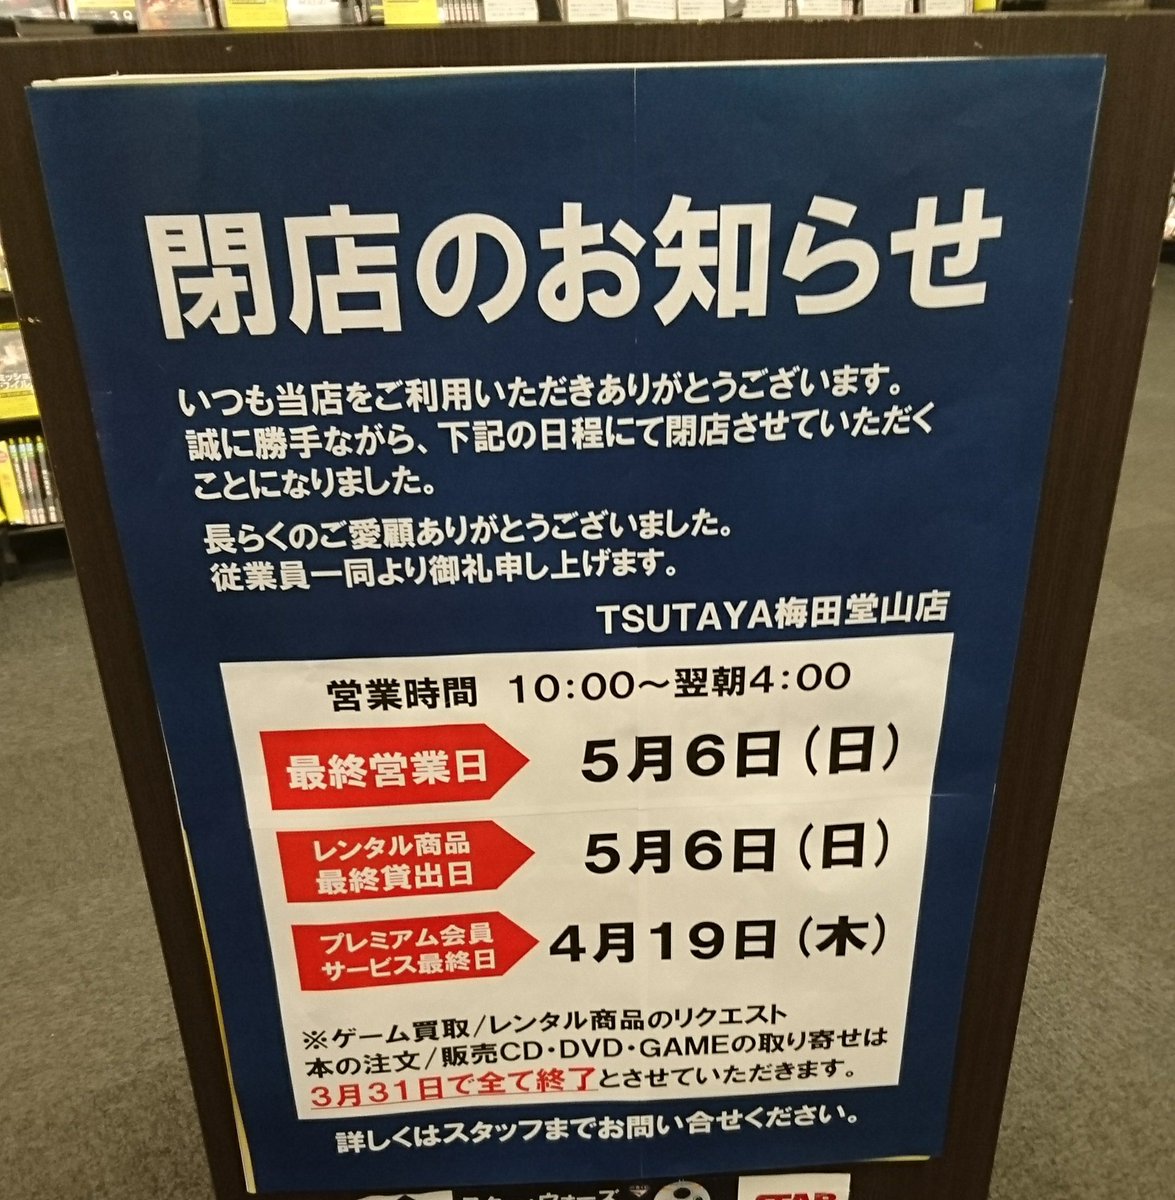 閉店のお知らせ
いつも当店をご利用いただきありがとうございます。
誠に勝手ながら、下記の日程にて閉店させていただく
ことになりました。
長らくのご愛顧ありがとうございました。
従業員一同より御礼申し上げます。
TSUTAYA梅田堂山店
営業時間 10:00～翌朝4:00
最終営業日 5月6日(日)
レンタル商品
最終貸出日 5月6日(日)
プレミアム会員
サービス最終日 4月19日(木)
※ゲーム買取/レンタル商品のリクエスト
本の注文/販売CD・DVD・GAMEの取り寄せは
3月31日で全て終了とさせていただきます。
詳しくはスタッフまでお問い合せください。